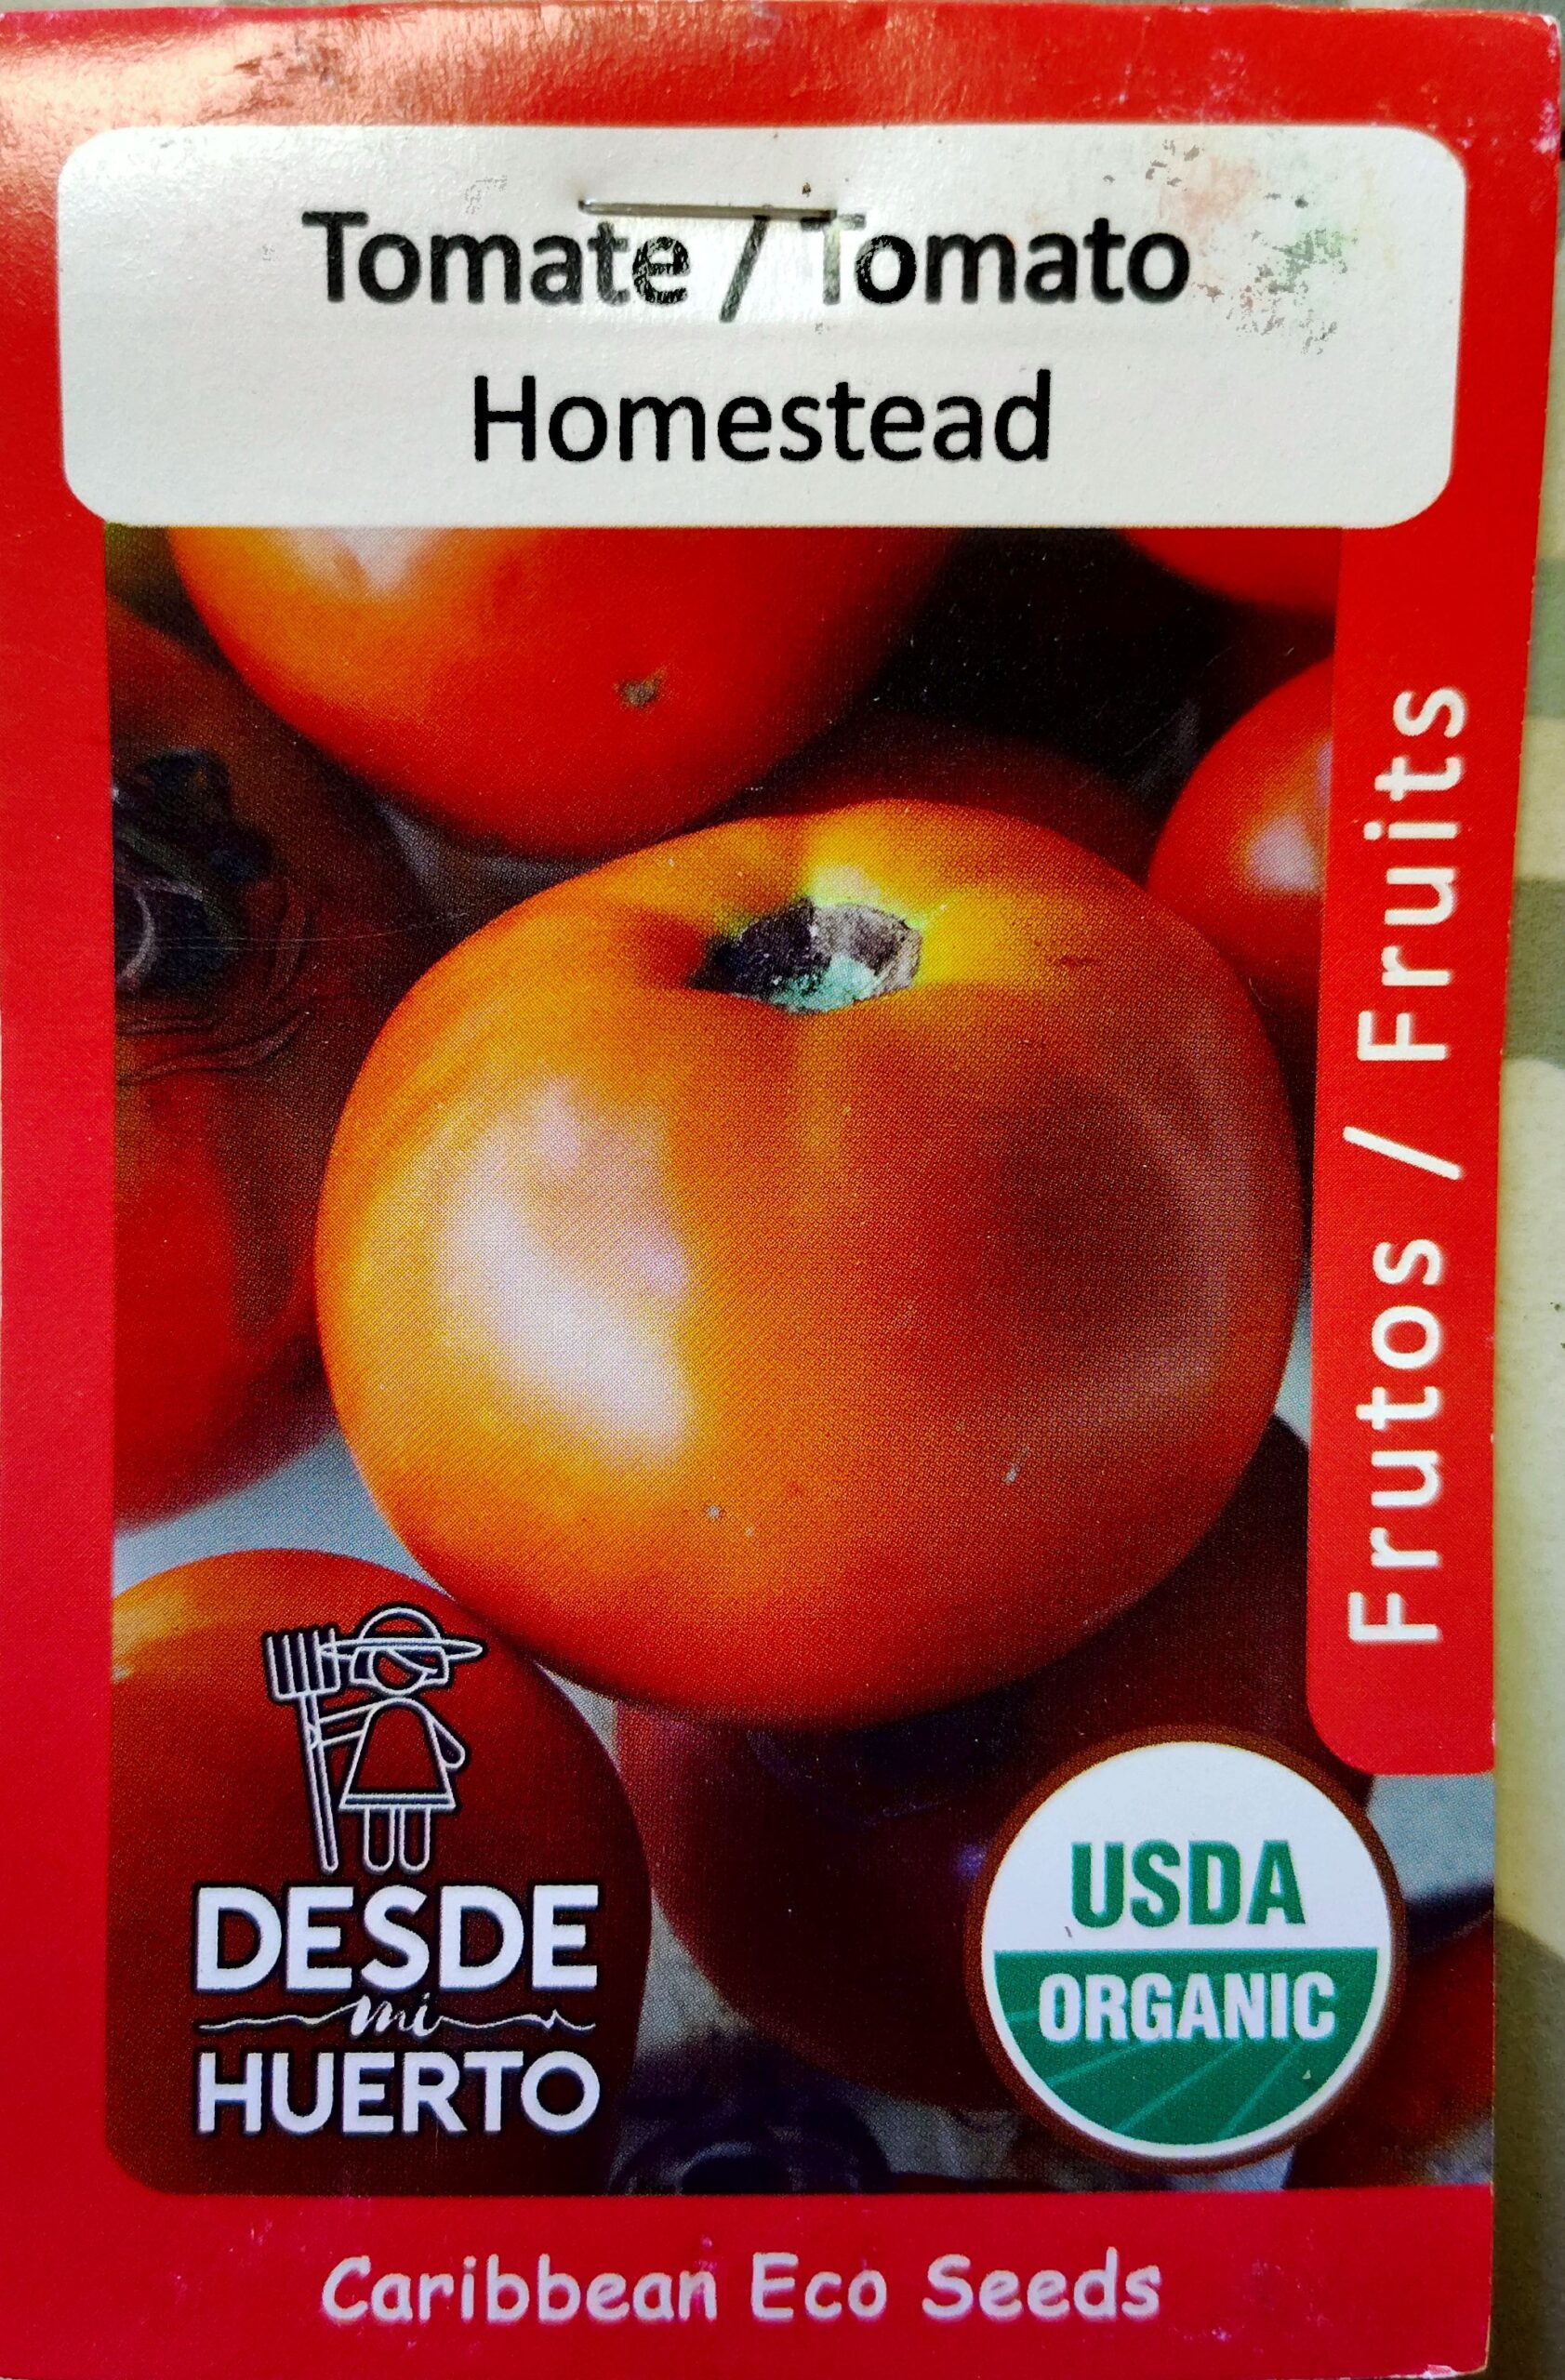 Tomate / Tomato
Homestead
Frutos / Fruits
DESDE
mi
HUERTO
USDA
ORGANIC
Caribbean Eco Seeds